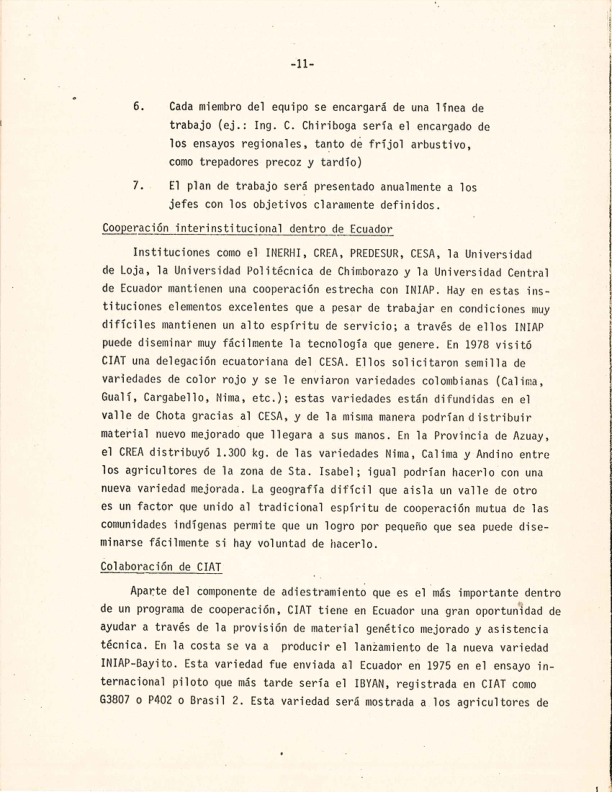 -11-
6. Cada miembro del equipo se encargará de una línea de
trabajo (ej.: Ing. C. Chiriboga sería el encargado de
los ensayos regionales, tanto de fríjol arbustivo,
como trepadores precoz y tardío)
7. El plan de trabajo será presentado anualmente a los
jefes con los objetivos claramente definidos.
Cooperación interinstitucional dentro de Ecuador
Instituciones como el INERHI, CREA, PREDESUR, CESA, la Universidad
de Loja, la Universidad Politécnica de Chimborazo y la Universidad Central
de Ecuador mantienen una cooperación estrecha con INIAP. Hay en estas ins-
tituciones elementos excelentes que a pesar de trabajar en condiciones muy
difíciles mantienen un alto espíritu de servicio; a través de ellos INIAP
puede diseminar muy fácilmente la tecnología que genere. En 1978 visitó
CIAT una delegación ecuatoriana del CESA. Ellos solicitaron semilla de
variedades de color rojo y se le enviaron variedades colombianas (Calima,
Gualí, Cargabello, Nima, etc.); estas variedades están difundidas en el
valle de Chota gracias al CESA, y de la misma manera podrían distribuir
material nuevo mejorado que llegara a sus manos. En la Provincia de Azuay,
el CREA distribuyó 1.300 kg. de las variedades Nima, Calima y Andino entre
los agricultores de la zona de Sta. Isabel; igual podrían hacerlo con una
nueva variedad mejorada. La geografía difícil que aisla un valle de otro
es un factor que unido al tradicional espíritu de cooperación mutua de las
comunidades indígenas permite que un logro por pequeño que sea puede dise-
minarse fácilmente si hay voluntad de hacerlo.
Colaboración de CIAT
Aparte del componente de adiestramiento que es el más importante dentro
de un programa de cooperación, CIAT tiene en Ecuador una gran oportunidad de
ayudar a través de la provisión de material genético mejorado y asistencia
técnica. En la costa se va a producir el lanzamiento de la nueva variedad
INIAP-Bayito. Esta variedad fue enviada al Ecuador en 1975 en el ensayo in-
ternacional piloto que más tarde sería el IBYAN, registrada en CIAT como
G3807 o P402 o Brasil 2. Esta variedad será mostrada a los agricultores de